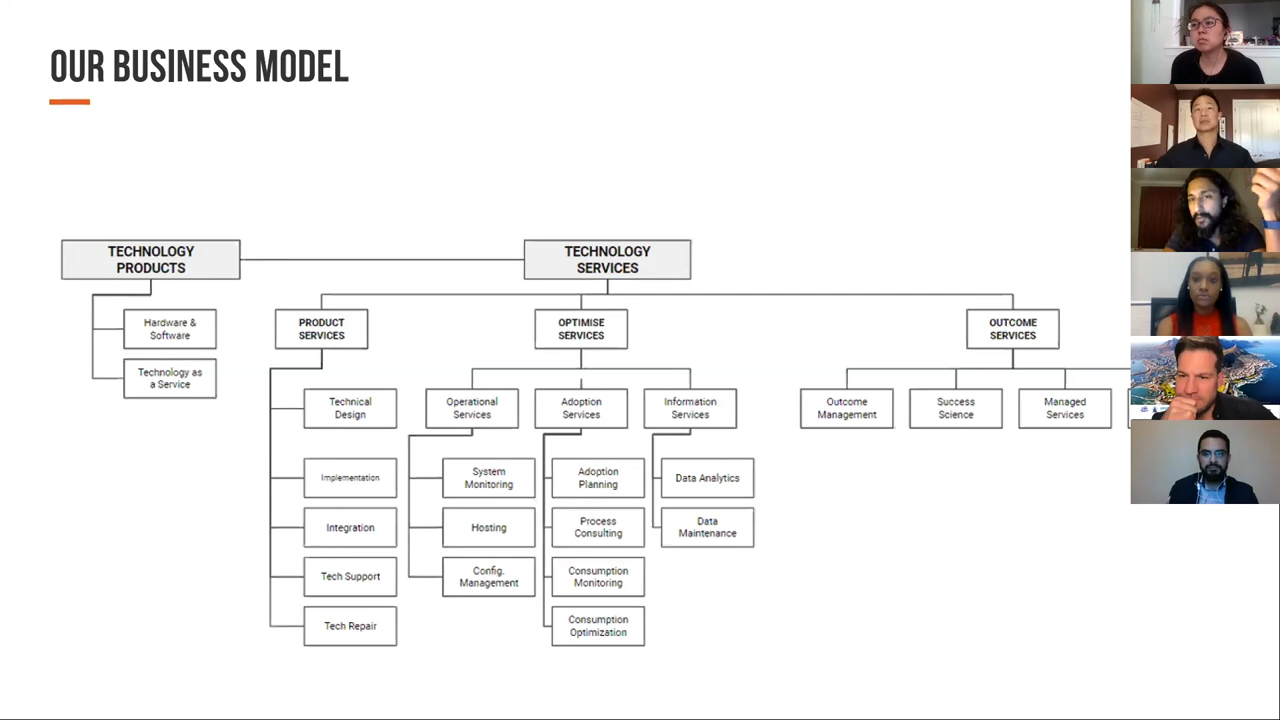 OUR BUSINESS MODEL
TECHNOLOGY
PRODUCTS
TECHNOLOGY
SERVICES
Hardware &
Software
Technology as
a Service
PRODUCT
SERVICES
OPTIMISE
SERVICES
OUTCOME
SERVICES
Technical
Design
Operational
Services
Adoption
Services
Information
Services
Outcome
Management
Success
Science
Managed
Services
Implementation
Integration
Tech Support
Tech Repair
System
Monitoring
Hosting
Config.
Management
Adoption
Planning
Process
Consulting
Consumption
Monitoring
Consumption
Optimization
Data Analytics
Data
Maintenance